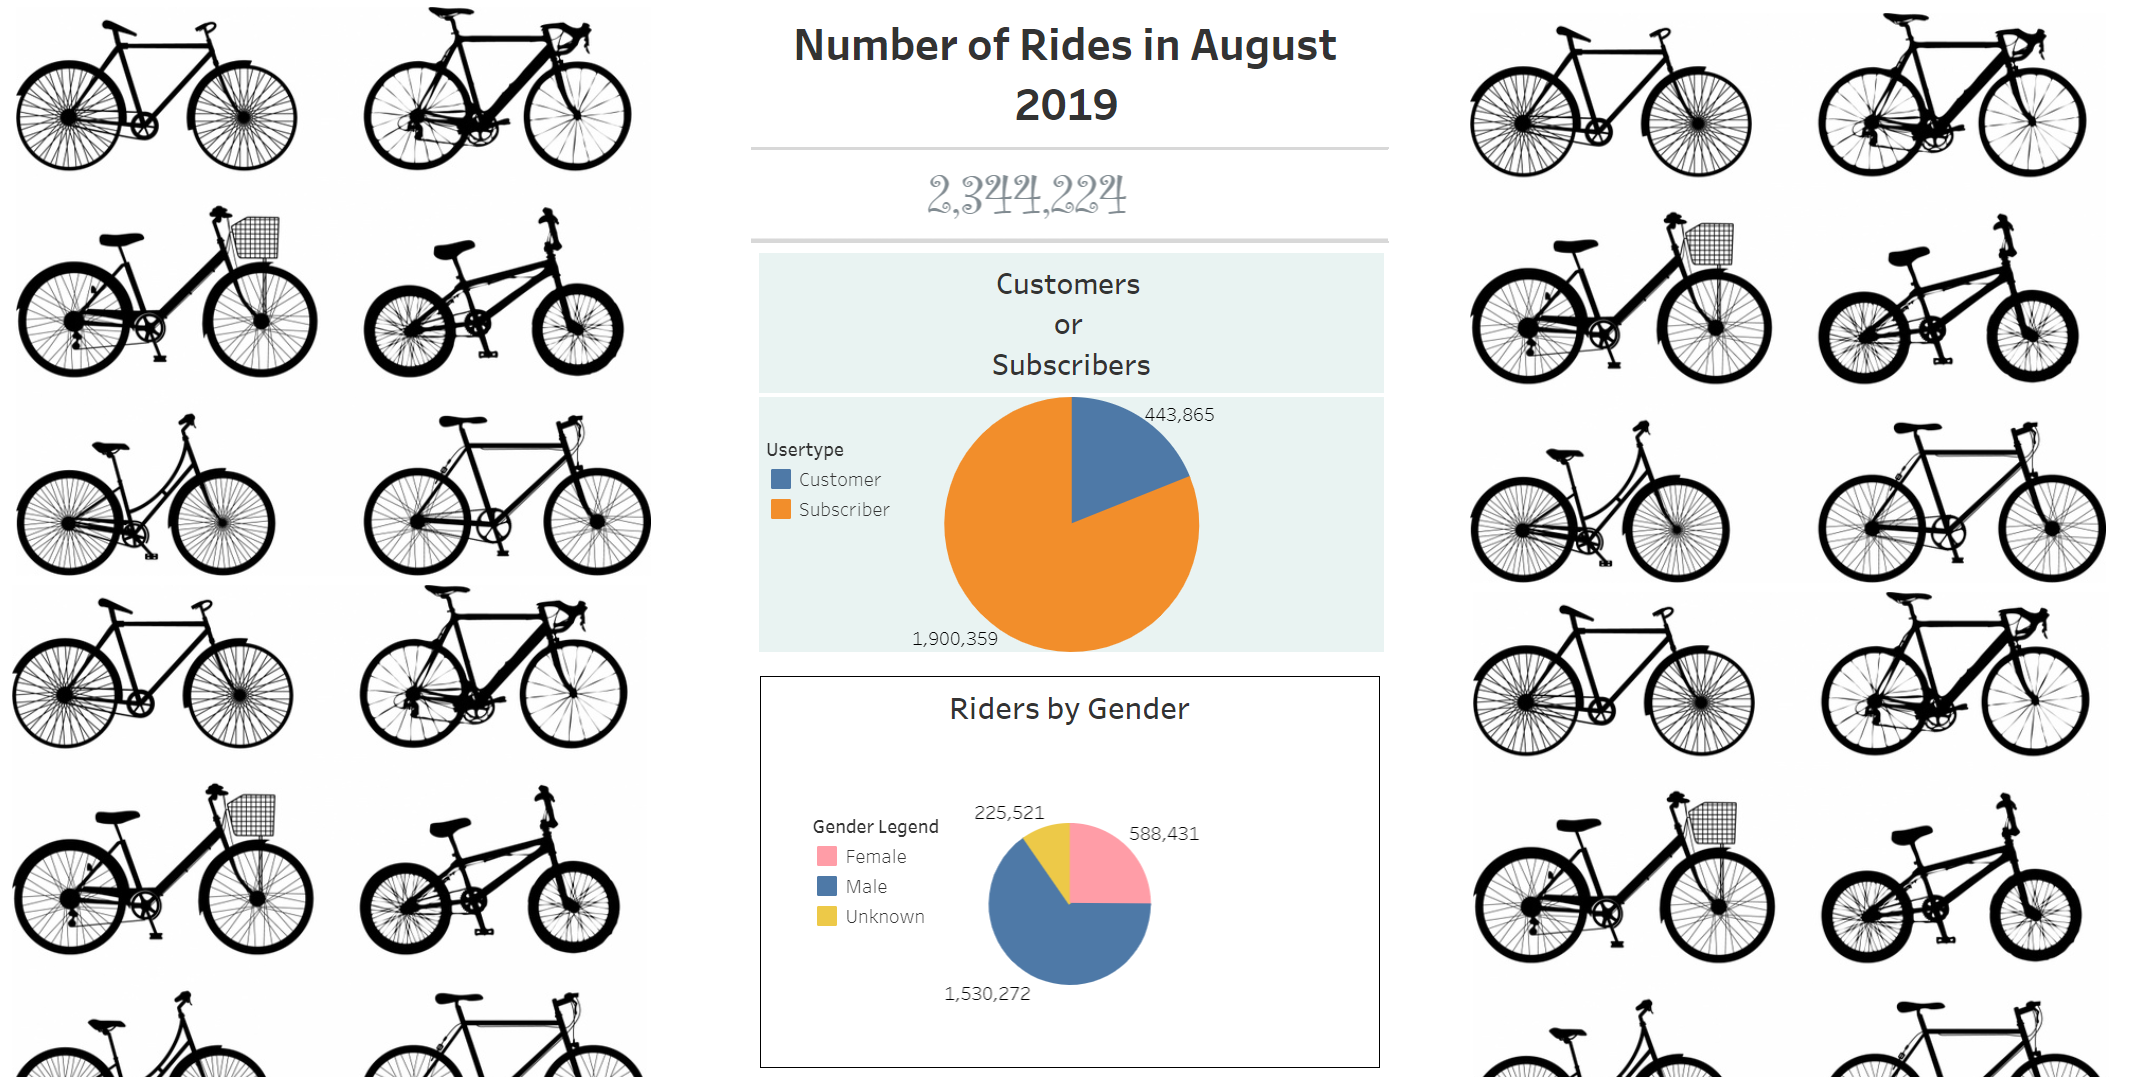 Number of Rides in August
2019
2,344,224
Customers
or
Subscribers
443,865
Usertype
Customer
Subscriber
1,900,359
Riders by Gender
225,521
588,431
Gender Legend
Female
Male
Unknown
1,530,272